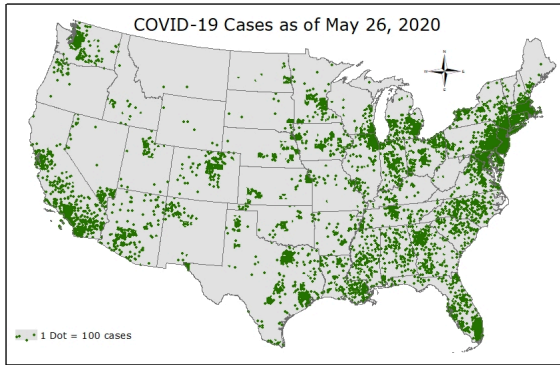 COVID-19 Cases as of May 26, 2020
N
W
E
S
1 Dot = 100 cases